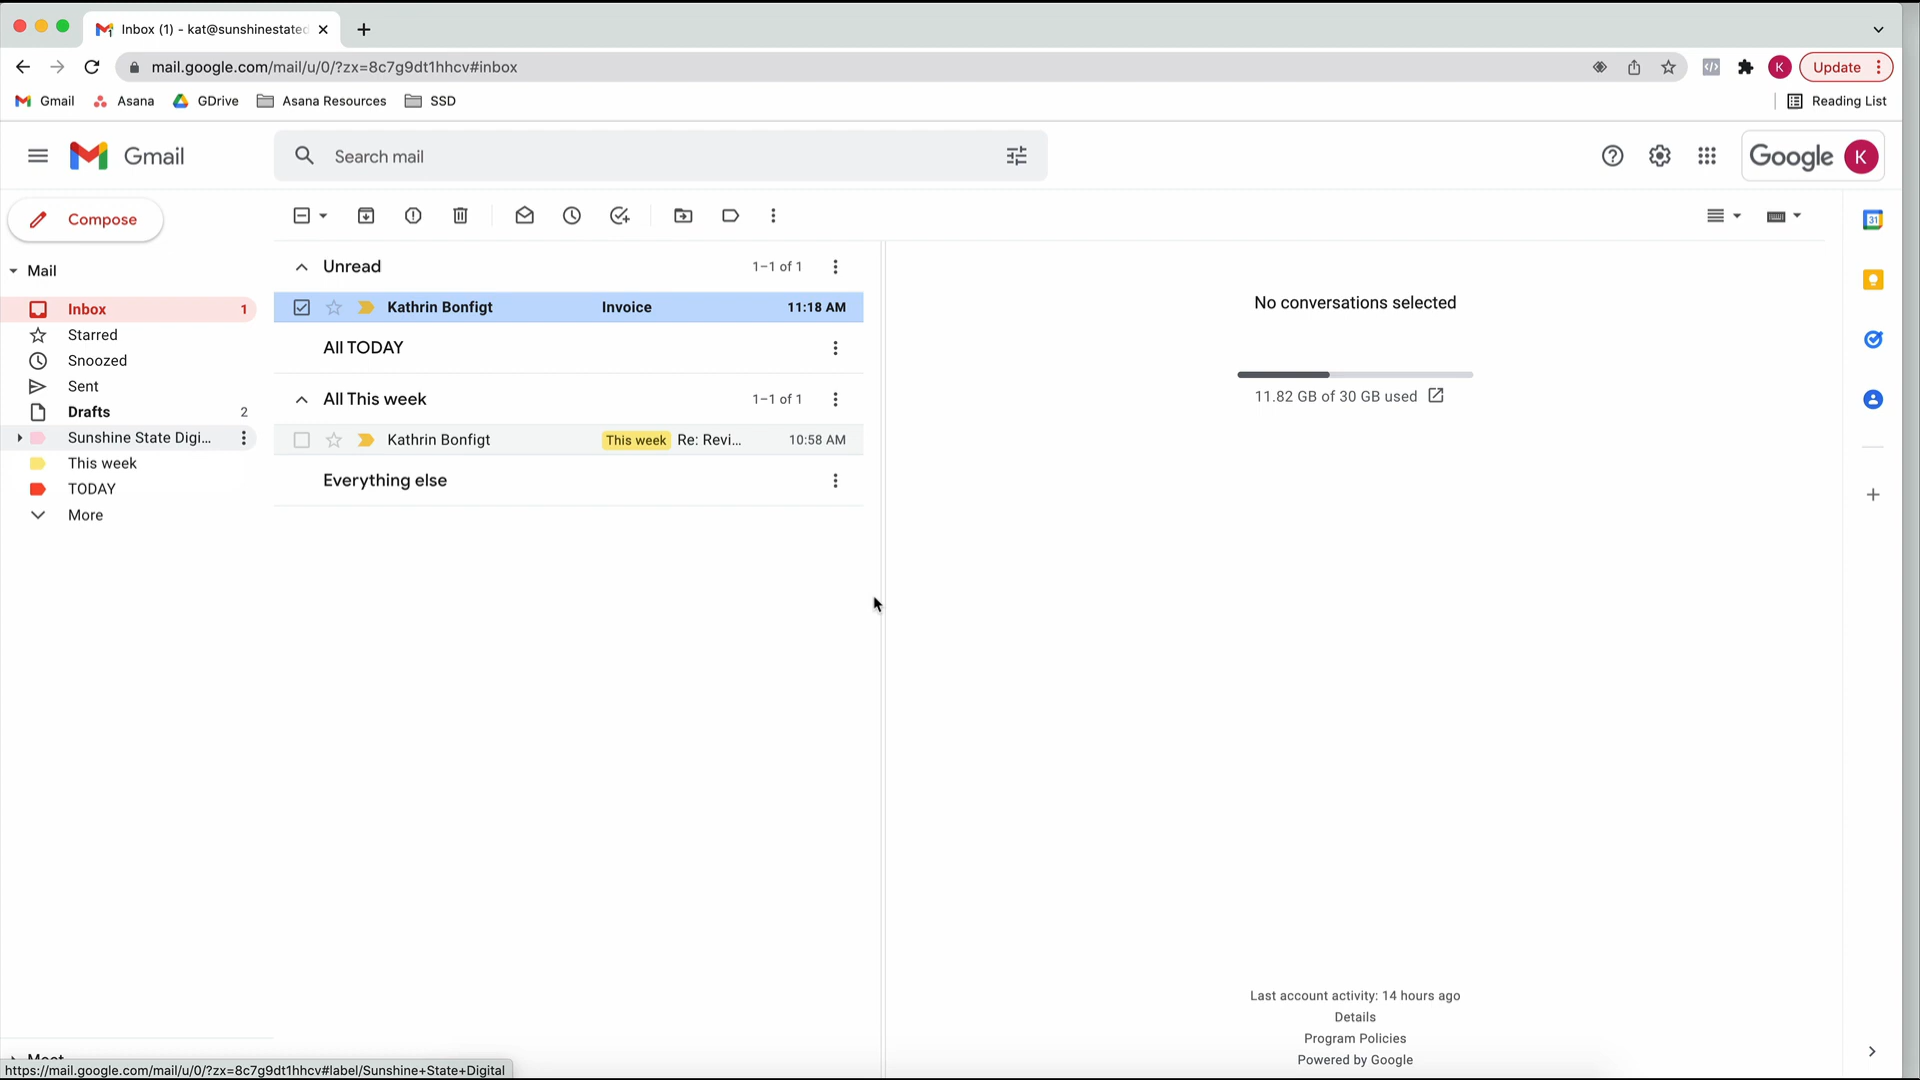 Inbox (1) - kat@sunshinestated
mail.google.com/mail/u/0/?zx=8c7g9dt1hhcv#inbox
K
Update
Gmail
Asana
GDrive
Asana Resources
SSD
Reading List
Gmail
Search mail
Google
K
Compose
31
Mail
Inbox
1
Starred
Snoozed
Sent
Drafts
2
Sunshine State Digi...
This week
TODAY
More
Unread
1–1 of 1
Kathrin Bonfigt
Invoice
11:18 AM
All TODAY
All This week
1–1 of 1
Kathrin Bonfigt
This week
Re: Revi...
10:58 AM
Everything else
No conversations selected
11.82 GB of 30 GB used
Last account activity: 14 hours ago
Details
Program Policies
Powered by Google
Meet
https://mail.google.com/mail/u/0/?zx=8c7g9dt1hhcv#label/Sunshine+State+Digital